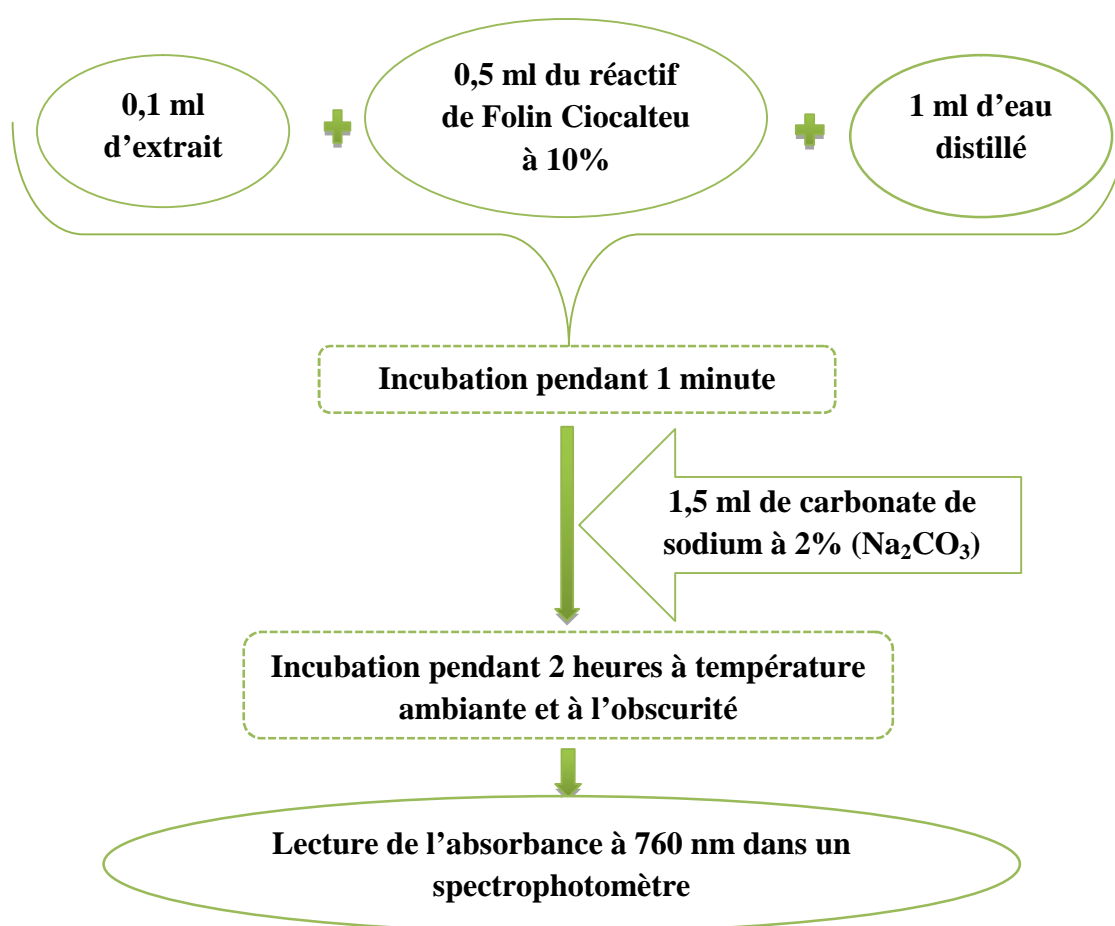 0,1 ml
d’extrait
0,5 ml du réactif
de Folin Ciocalteu
à 10%
1 ml d’eau
distillé
Incubation pendant 1 minute
1,5 ml de carbonate de
sodium à 2% (Na₂CO₃)
Incubation pendant 2 heures à température
ambiante et à l’obscurité
Lecture de l’absorbance à 760 nm dans un
spectrophotomètre